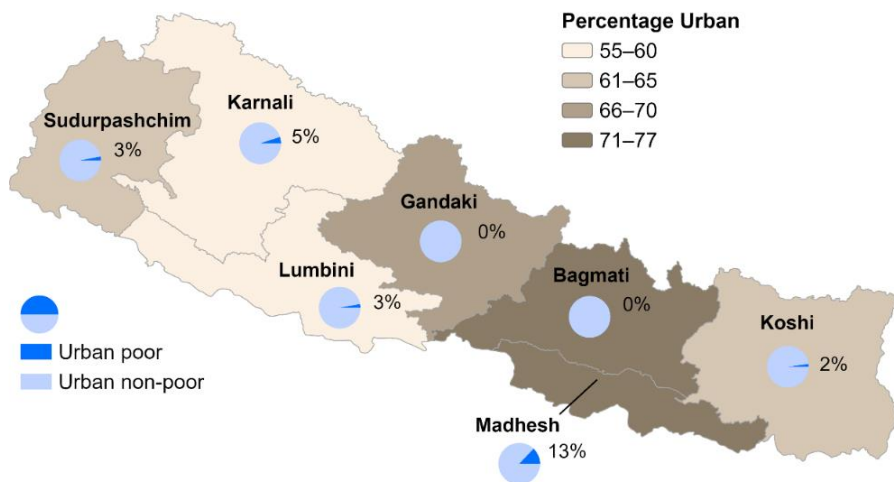 Percentage Urban
55–60
61–65
66–70
71–77
Karnali
5%
Sudurpashchim
3%
Gandaki
0%
Lumbini
3%
Bagmati
0%
Koshi
2%
Madhesh
13%
Urban poor
Urban non-poor